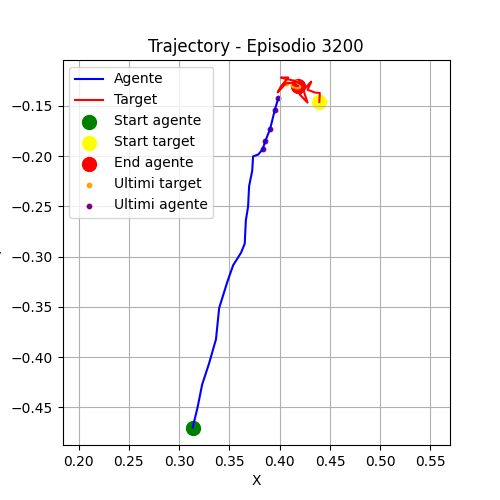 Trajectory - Episodio 3200
Agente
Target
Start agente
Start target
End agente
Ultimi target
Ultimi agente
−0.15
−0.20
−0.25
−0.30
−0.35
−0.40
−0.45
0.20 0.25 0.30 0.35 0.40 0.45 0.50 0.55
X